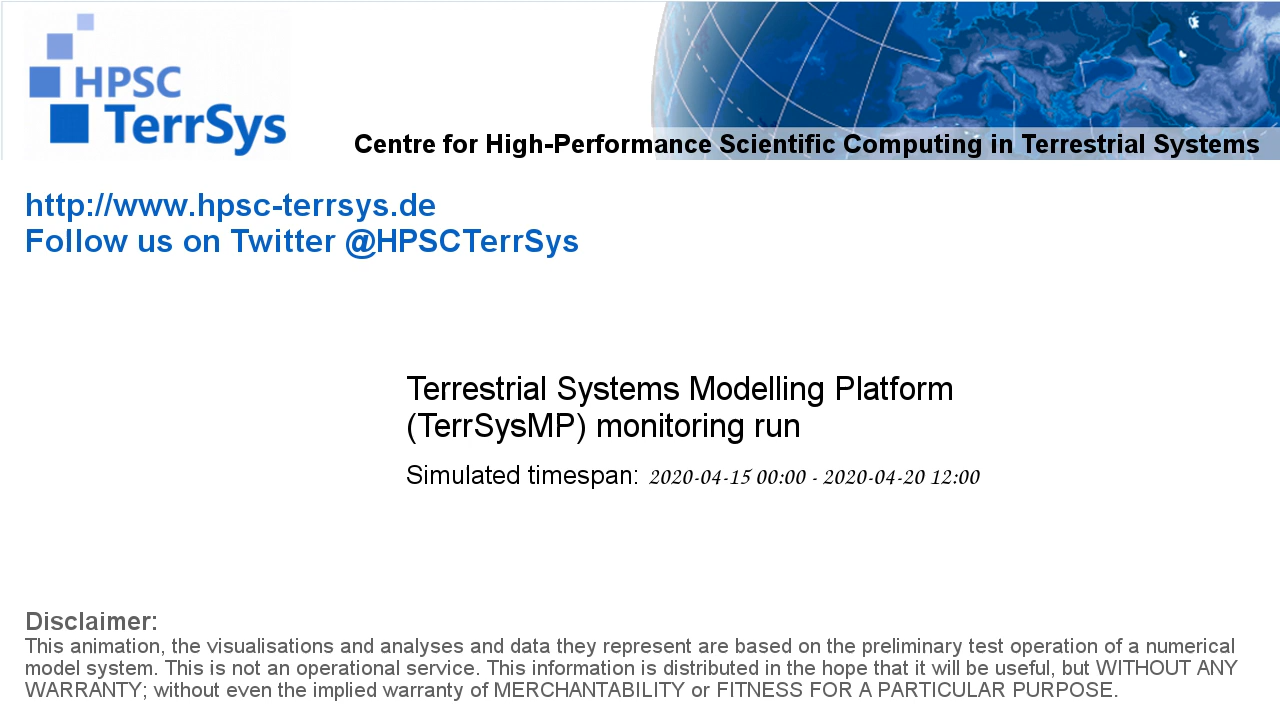 HPSC
TerrSys
Centre for High-Performance Scientific Computing in Terrestrial Systems
http://www.hpsc-terrsys.de
Follow us on Twitter @HPSCTerrSys
Terrestrial Systems Modelling Platform
(TerrSysMP) monitoring run
Simulated timespan: 2020-04-15 00:00 - 2020-04-20 12:00
Disclaimer:
This animation, the visualisations and analyses and data they represent are based on the preliminary test operation of a numerical
model system. This is not an operational service. This information is distributed in the hope that it will be useful, but WITHOUT ANY
WARRANTY; without even the implied warranty of MERCHANTABILITY or FITNESS FOR A PARTICULAR PURPOSE.